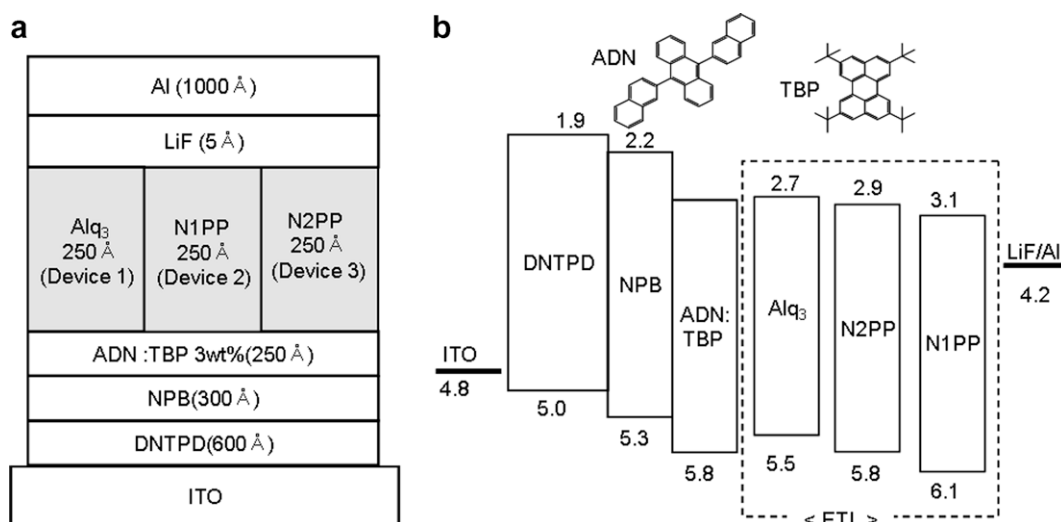 a
Al (1000 Å)
LiF (5 Å)
Alq3
250 Å
(Device 1)
N1PP
250 Å
(Device 2)
N2PP
250 Å
(Device 3)
ADN :TBP 3wt%(250 Å)
NPB(300 Å)
DNTPD(600 Å)
ITO
b
ADN
TBP
1.9
2.2
2.7
2.9
3.1
LiF/Al
4.2
DNTPD
NPB
ADN:
TBP
Alq3
N2PP
N1PP
ITO
4.8
5.0
5.3
5.8
5.5
5.8
6.1
< ETL >